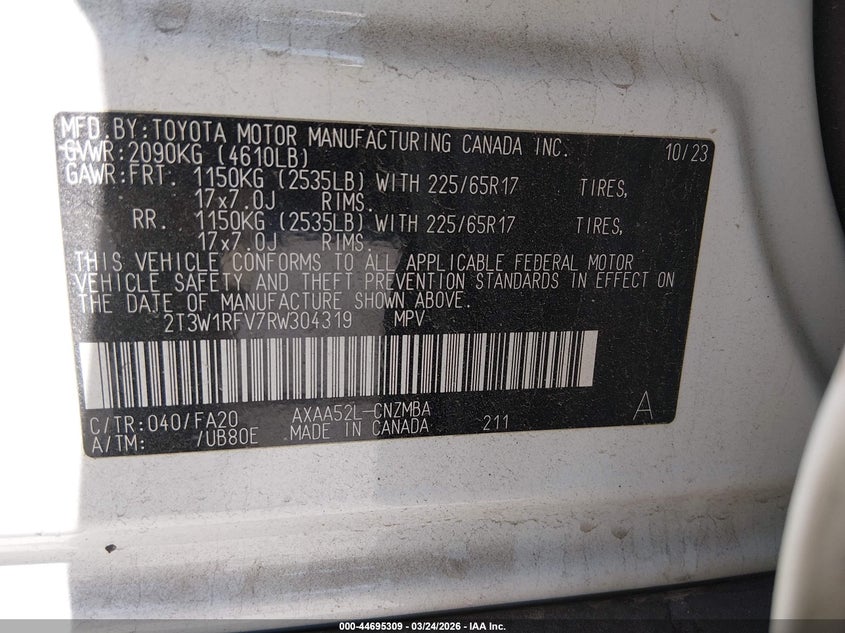 MFD.BY:TOYOTA MOTOR MANUFACTURING CANADA INC. 10/23
GVWR:2090KG (4610LB)
GAWR:FRT. 1150KG (2535LB) WITH 225/65R17 TIRES,
17x7.0J RIMS.
RR. 1150KG (2535LB) WITH 225/65R17 TIRES,
17x7.0J RIMS.
THIS VEHICLE CONFORMS TO ALL APPLICABLE FEDERAL MOTOR
VEHICLE SAFETY AND THEFT PREVENTION STANDARDS IN EFFECT ON
THE DATE OF MANUFACTURE SHOWN ABOVE.
2T3W1RFV7RW304319 MPV
C/TR:040/FA20 AXAA52L-CNZMBA A
A/TM: /UB80E MADE IN CANADA 211
000-44695309 — 03/24/2026 — IAA Inc.